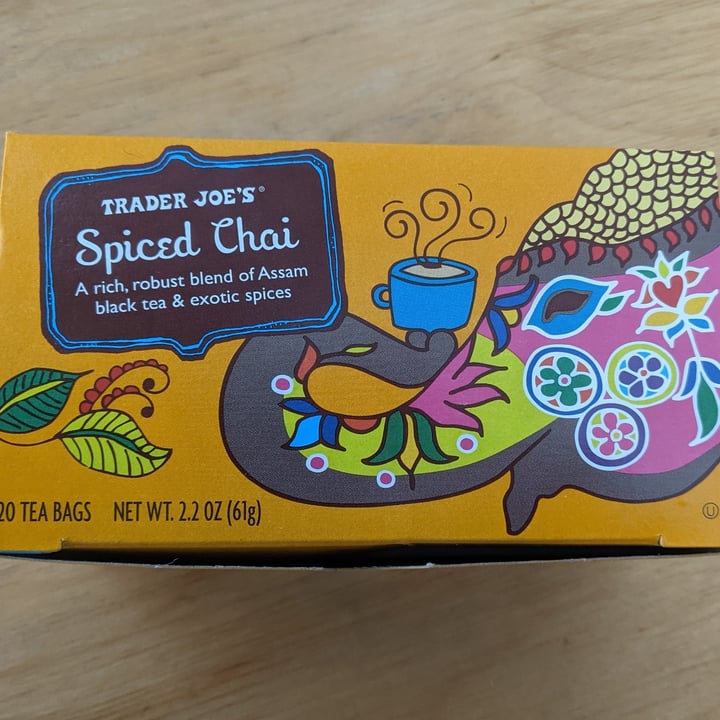 TRADER JOE'S®
Spiced Chai
A rich, robust blend of Assam
black tea & exotic spices
20 TEA BAGS NET WT. 2.2 OZ (61g)
Ⓤ